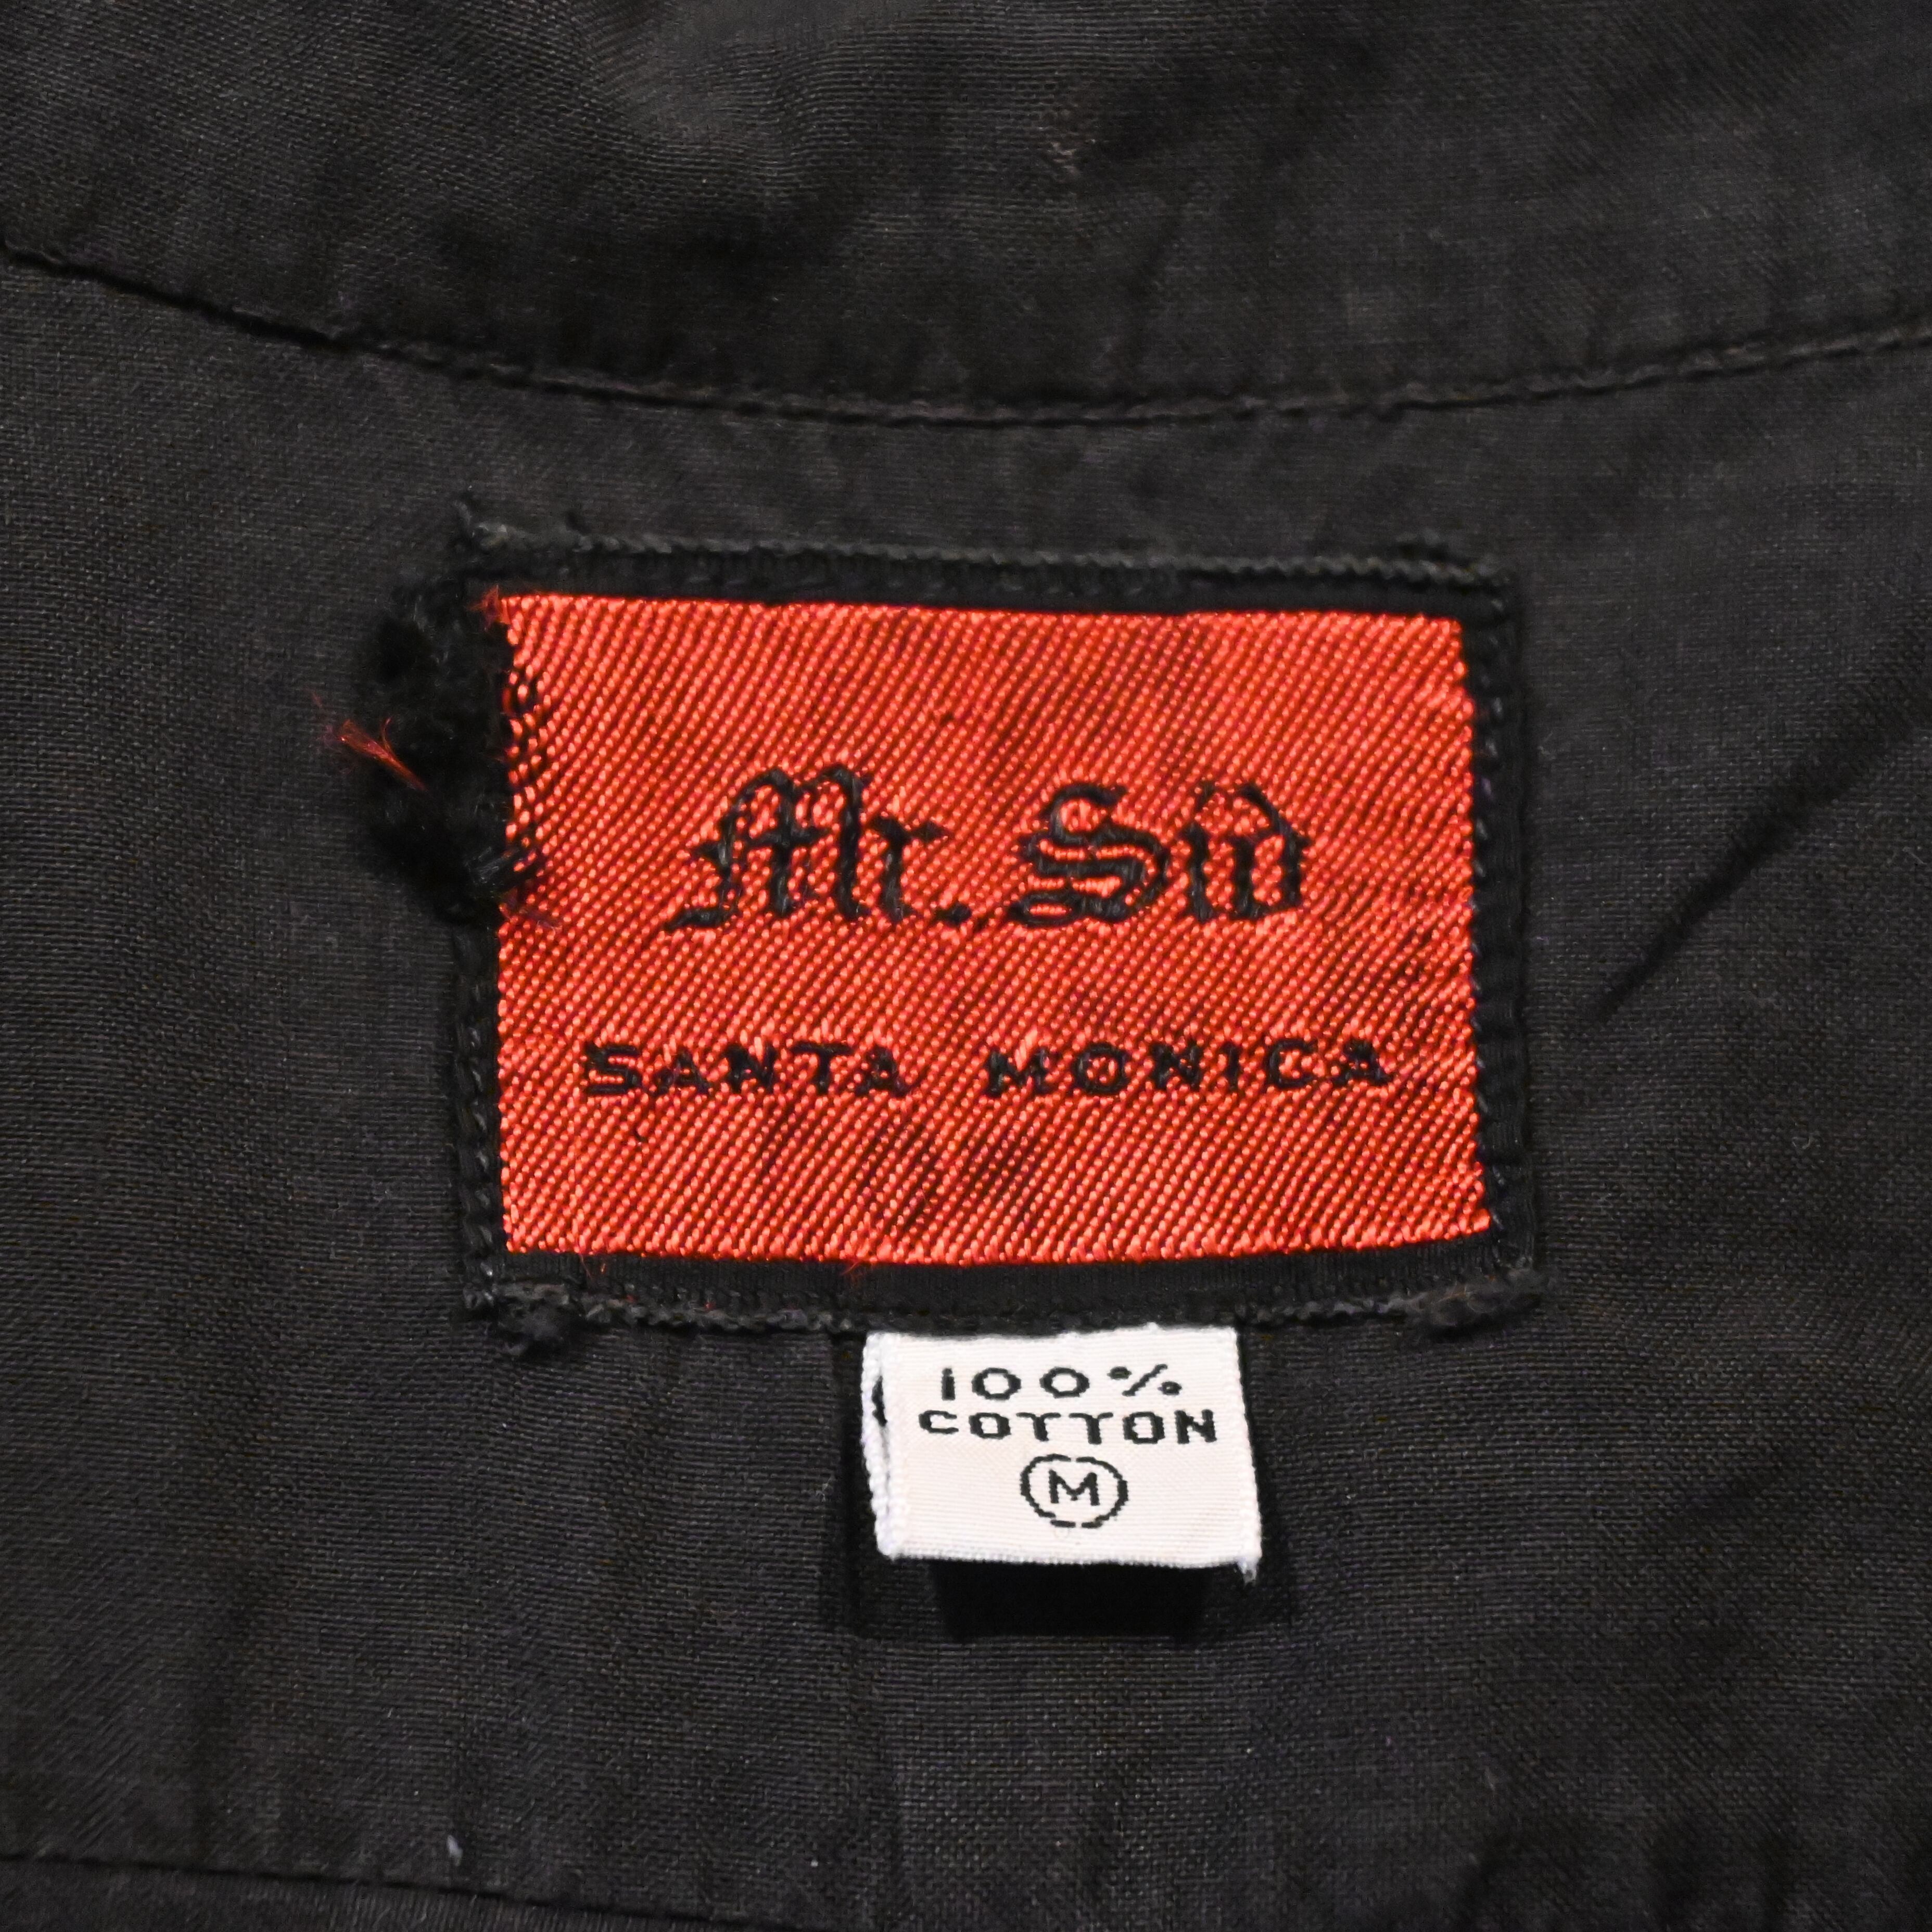 Mr. Sid
SANTA MONICA
100%
COTTON
M